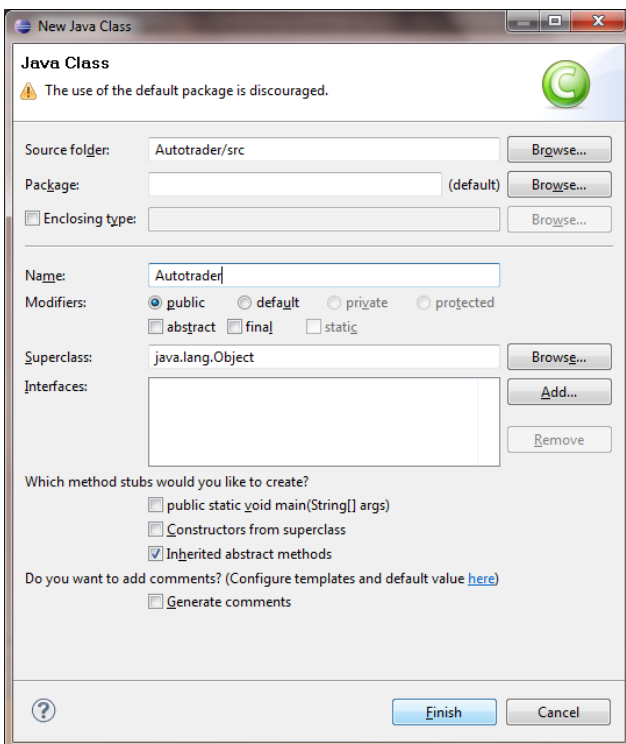 New Java Class
Java Class
The use of the default package is discouraged.
Source folder: Autotrader/src Browse...
Package: (default) Browse...
Enclosing type: Browse...
Name: Autotrader
Modifiers: public default private protected
abstract final static
Superclass: java.lang.Object Browse...
Interfaces: Add...
Remove
Which method stubs would you like to create?
public static void main(String[] args)
Constructors from superclass
Inherited abstract methods
Do you want to add comments? (Configure templates and default value here)
Generate comments
? Finish Cancel